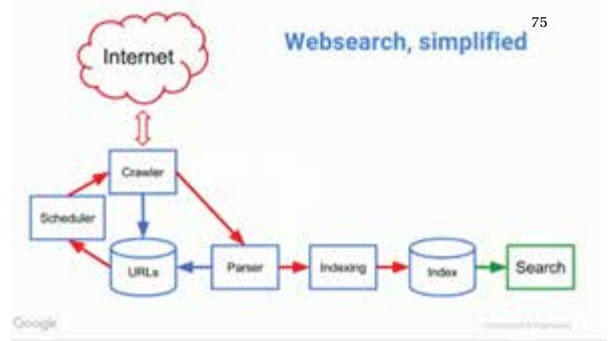 75
Websearch, simplified
Internet
Crawler
Scheduler
URLs
Parser
Indexing
Index
Search
Google